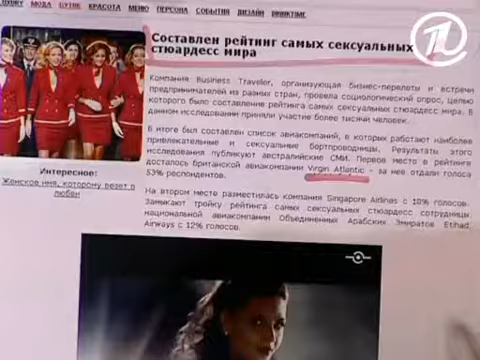 МОДА ПУТИЕ КРАСОТА МЕНЮ ПЕРСОНА СОБЫТИЯ ДИЗАЙН DRINKTIME
Составлен рейтинг самых сексуальных
стюардесс мира
Компания Business Traveler, организующая бизнес-перелеты и встречи
предпринимателей из разных стран, провела социологический опрос, целью
которого было составление рейтинга самых сексуальных стюардесс мира. В
данном исследовании приняли участие более тысячи человек.
В итоге был составлен список авиакомпаний, в которых работают наиболее
привлекательные и сексуальные бортпроводницы. Результаты этого
исследования публикуют австралийские СМИ. Первое место в рейтинге
досталось британской авиакомпании Virgin Atlantic - за нее отдали голоса
53% респондентов.
Интересное:
Женское имя, которому везет в
любви
На втором месте разместилась компания Singapore Airlines с 18% голосов.
Замыкают тройку рейтинга самых сексуальных стюардесс сотрудницы
национальной авиакомпании Объединенных Арабских Эмиратов Etihad
Airways с 12% голосов.